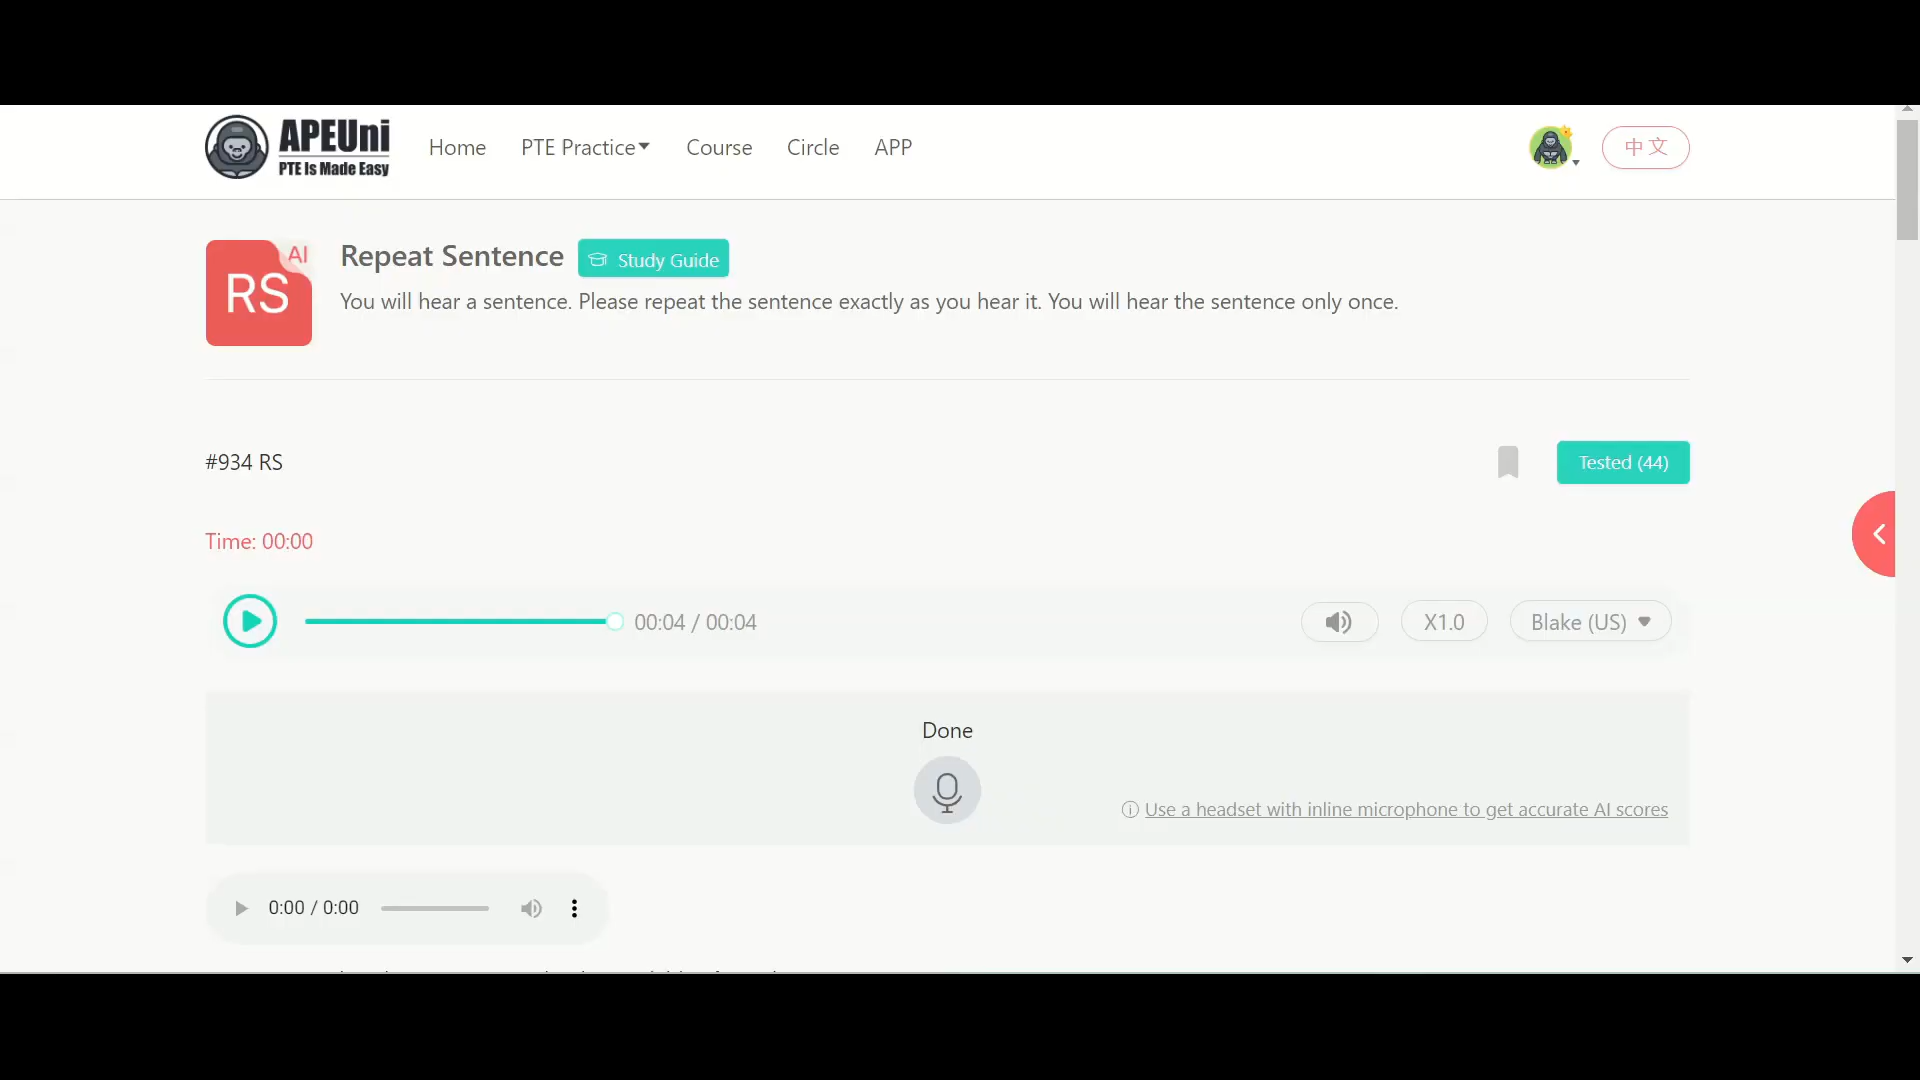 APEUni
PTE Is Made Easy
Home
PTE Practice
Course
Circle
APP
中文
AI
RS
Repeat Sentence
Study Guide
You will hear a sentence. Please repeat the sentence exactly as you hear it. You will hear the sentence only once.
#934 RS
Tested (44)
Time: 00:00
00:04 / 00:04
X1.0
Blake (US)
Done
Use a headset with inline microphone to get accurate AI scores
0:00 / 0:00